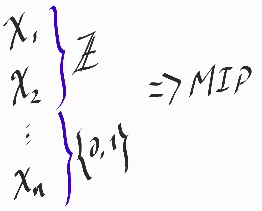 x₁
x₂ } ℤ
⋮ => MIP
xₙ } {0,1}